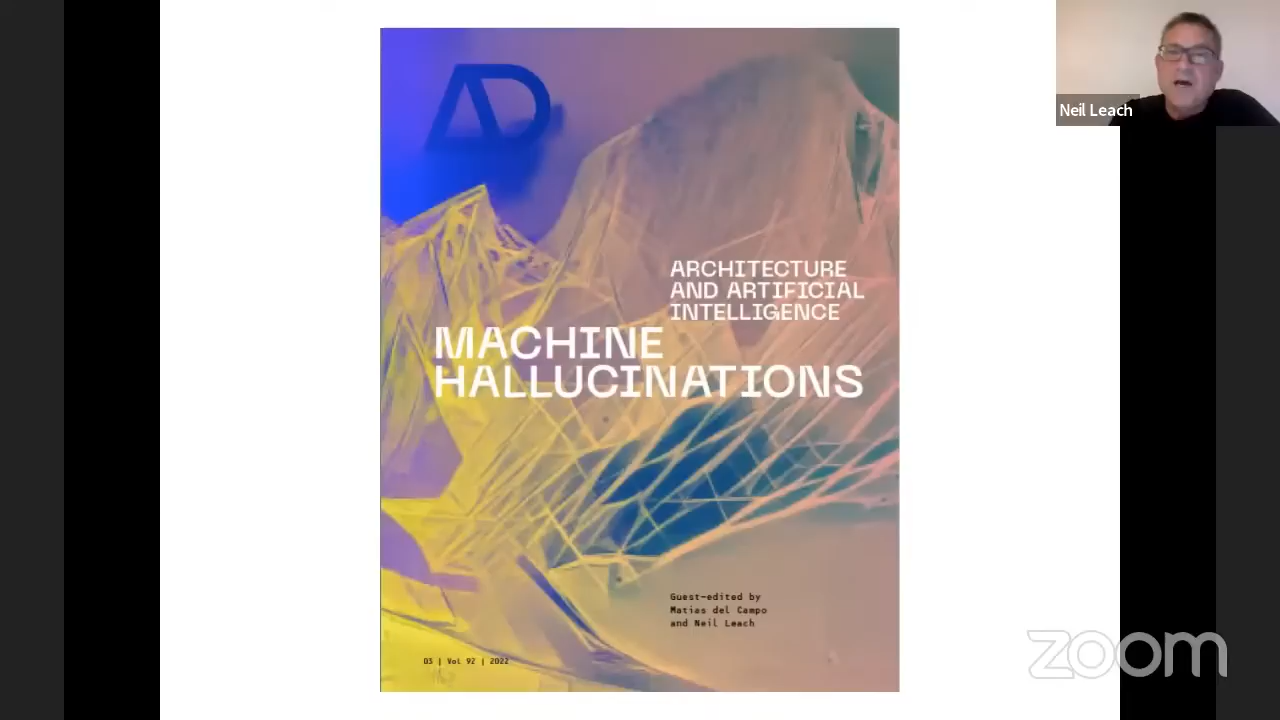 AD
Neil Leach
ARCHITECTURE
AND ARTIFICIAL
INTELLIGENCE
MACHINE
HALLUCINATIONS
Guest-edited by
Matias del Campo
and Neil Leach
03 | Vol 92 | 2022
zoom